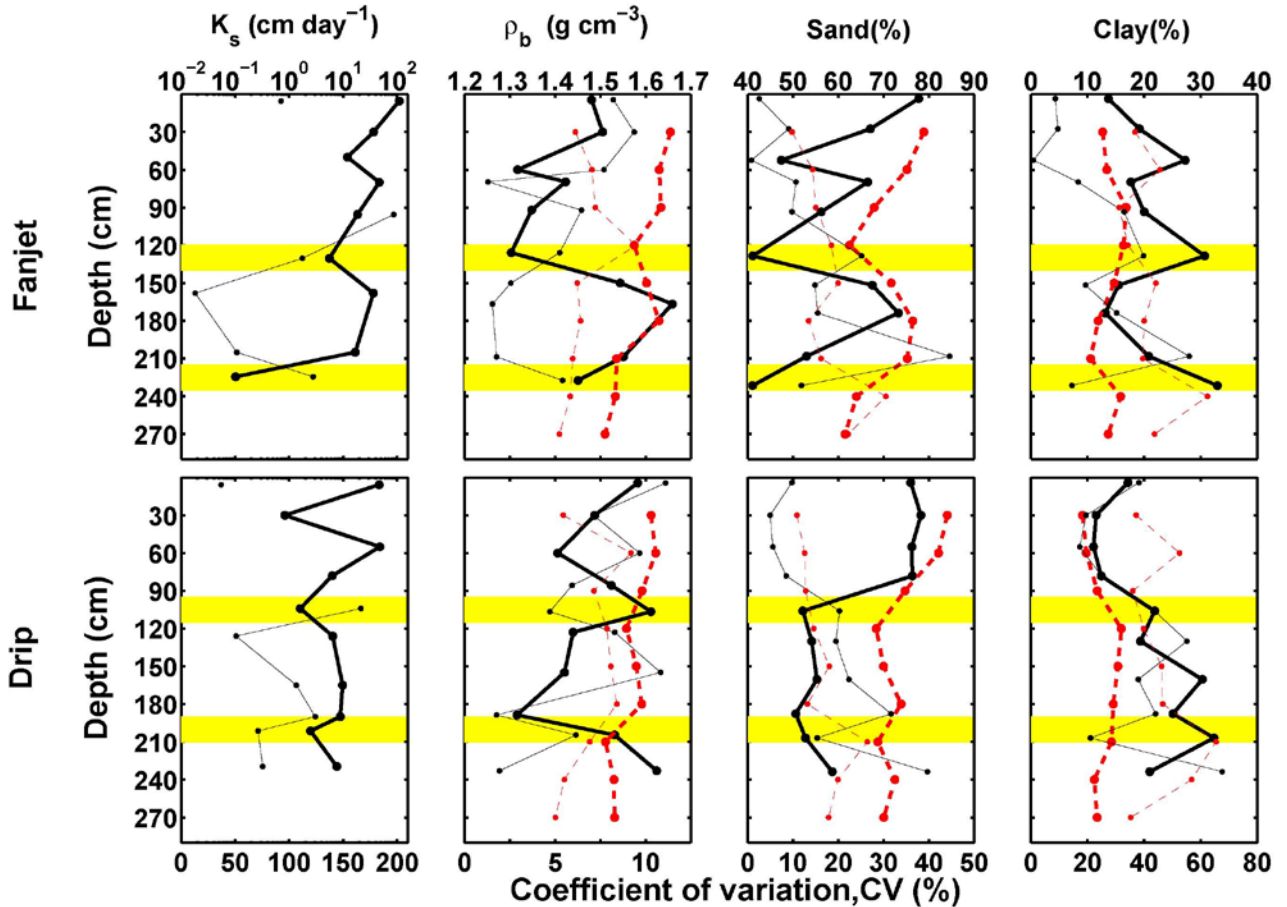 K_s (cm day⁻¹) ρ_b (g cm⁻³) Sand(%) Clay(%)
10⁻² 10⁻¹ 10⁰ 10¹ 10² 1.2 1.3 1.4 1.5 1.6 1.7 40 50 60 70 80 90 0 10 20 30 40
Fanjet
Depth (cm)
30
60
90
120
150
180
210
240
270
Drip
Depth (cm)
30
60
90
120
150
180
210
240
270
0 50 100 150 200 0 5 10 0 10 20 30 40 50 0 20 40 60 80
Coefficient of variation,CV (%)